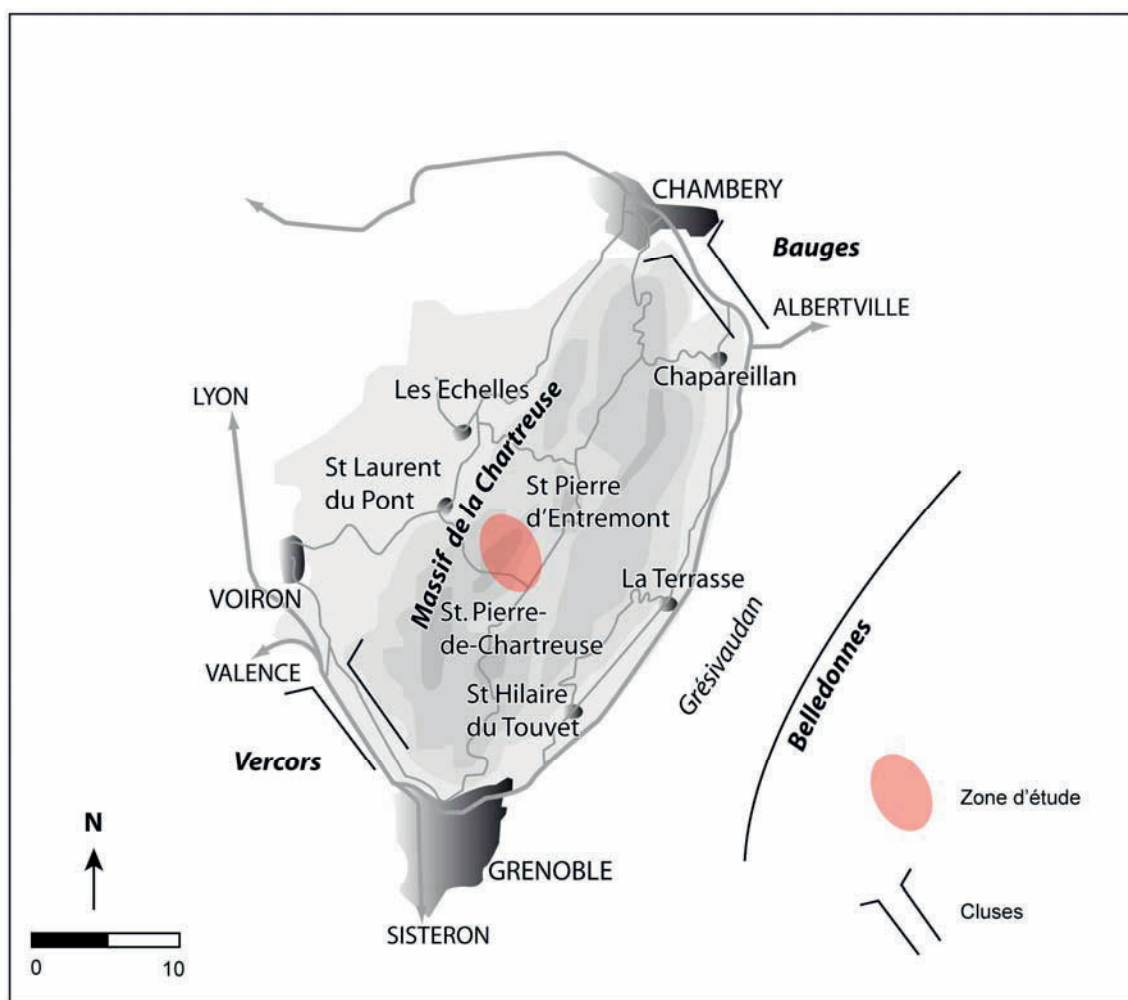 CHAMBERY
Bauges
ALBERTVILLE
Chapareillan
Les Echelles
LYON
Massif de la Chartreuse
St Laurent
du Pont
St Pierre
d'Entremont
La Terrasse
VOIRON
St. Pierre-
de-Chartreuse
Grésivaudan
VALENCE
St Hilaire
du Touvet
Belledonnes
Vercors
Zone d'étude
N
GRENOBLE
Cluses
SISTERON
0
10